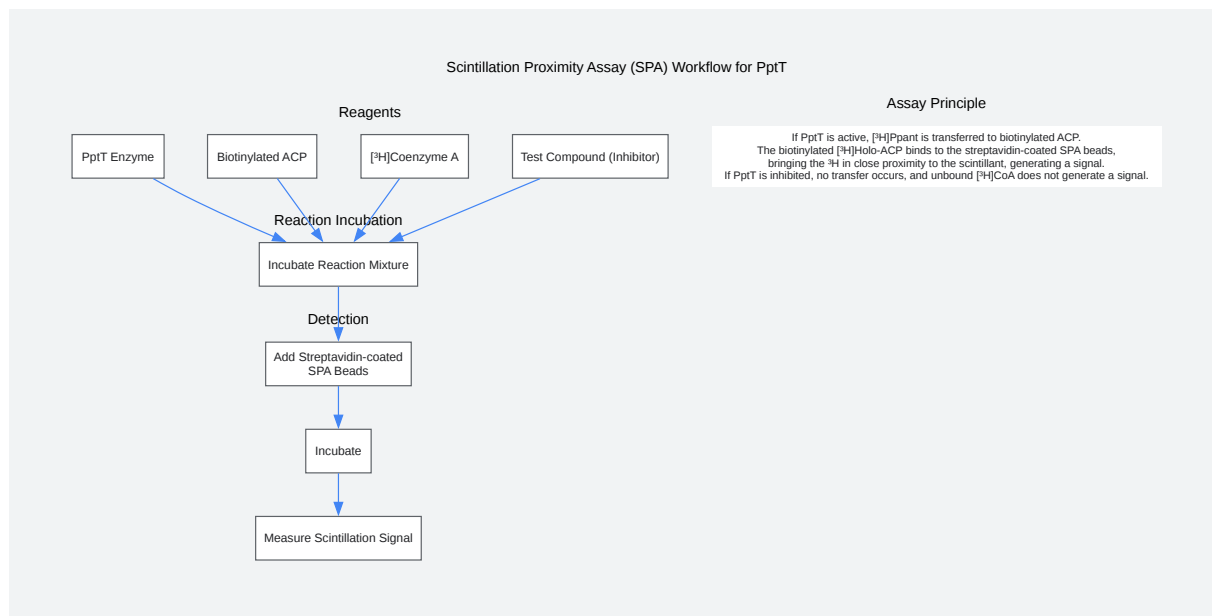 Scintillation Proximity Assay (SPA) Workflow for PptT
Reagents
PptT Enzyme
Biotinylated ACP
[³H]Coenzyme A
Test Compound (Inhibitor)
Assay Principle
If PptT is active, [³H]Ppant is transferred to biotinylated ACP.
The biotinylated [³H]Holo-ACP binds to the streptavidin-coated SPA beads,
bringing the ³H in close proximity to the scintillant, generating a signal.
If PptT is inhibited, no transfer occurs, and unbound [³H]CoA does not generate a signal.
Reaction Incubation
Incubate Reaction Mixture
Detection
Add Streptavidin-coated
SPA Beads
Incubate
Measure Scintillation Signal